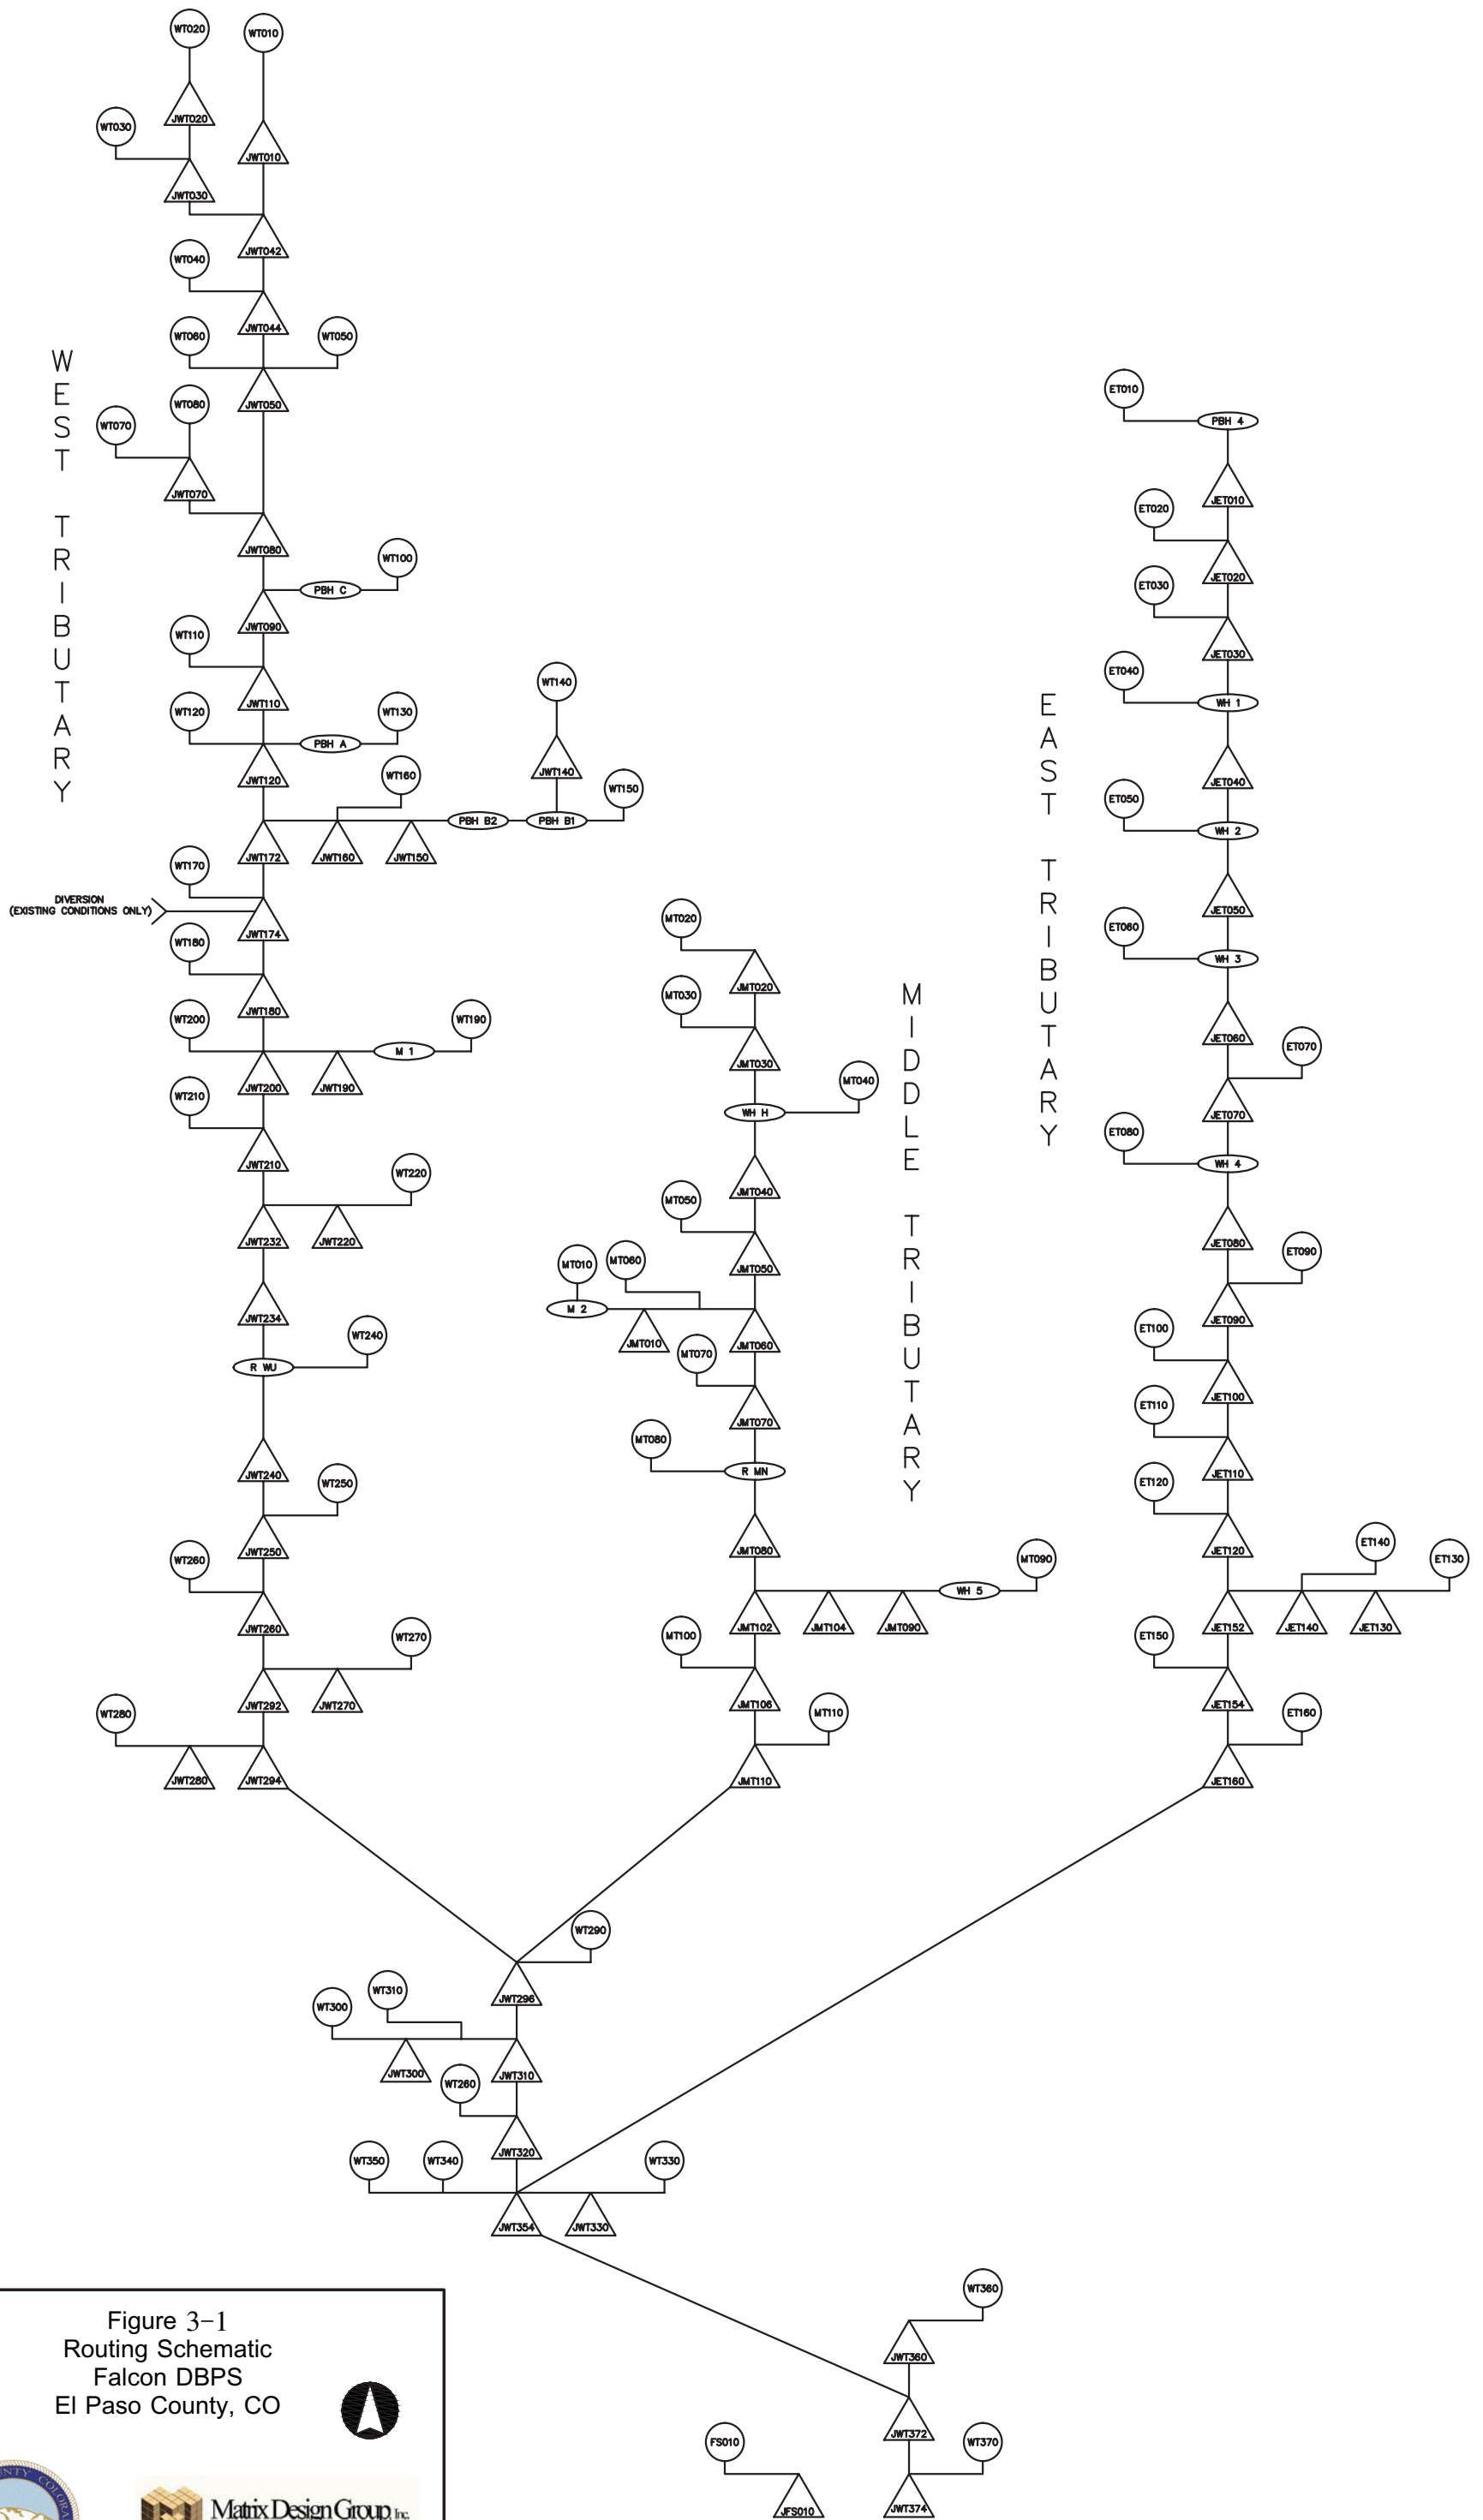 WT020
WT010
WT030
JWT020
JWT010
JWT030
JWT042
WT040
JWT044
WT060
WT050
JWT050
WT080
WT070
JWT070
JWT080
WT100
PBH C
JWT090
WT110
JWT110
WT120
WT130
PBH A
JWT120
WT140
JWT140
WT160
WT150
PBH B2
PBH B1
JWT172
JWT160
JWT150
WT170
DIVERSION
(EXISTING CONDITIONS ONLY)
JWT174
WT180
JWT180
WT200
WT190
M 1
JWT200
JWT190
WT210
JWT210
WT220
JWT232
JWT220
JWT234
WT240
R WU
JWT240
WT250
JWT250
WT260
JWT260
WT270
JWT292
JWT270
WT280
JWT280
JWT294
WEST TRIBUTARY
MT020
JMT020
MT030
JMT030
MT040
WH H
JMT040
MT050
JMT050
MT010
MT060
M 2
JMT010
JMT060
MT070
JMT070
MT080
R MN
JMT080
MT090
WH 5
JMT102
JMT104
JMT090
MT100
JMT106
MT110
JMT110
MIDDLE TRIBUTARY
ET010
PBH 4
JET010
ET020
JET020
ET030
JET030
ET040
WH 1
JET040
ET050
WH 2
JET050
ET060
WH 3
JET060
ET070
JET070
ET080
WH 4
JET080
ET090
JET090
ET100
JET100
ET110
JET110
ET120
JET120
ET140
ET130
JET152
JET140
JET130
ET150
JET154
ET160
JET160
EAST TRIBUTARY
WT290
JWT296
WT310
WT300
JWT300
JWT310
WT260
JWT320
WT350
WT340
WT330
JWT354
JWT330
WT360
JWT360
JWT372
FS010
WT370
JFS010
JWT374
Figure 3-1
Routing Schematic
Falcon DBPS
El Paso County, CO
Matrix Design Group, Inc.